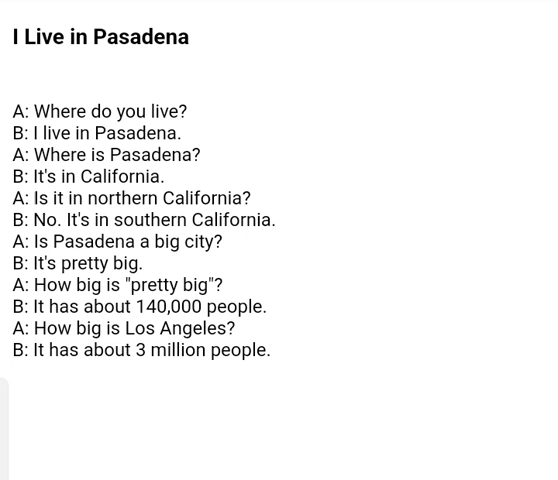 I Live in Pasadena
A: Where do you live?
B: I live in Pasadena.
A: Where is Pasadena?
B: It's in California.
A: Is it in northern California?
B: No. It's in southern California.
A: Is Pasadena a big city?
B: It's pretty big.
A: How big is "pretty big"?
B: It has about 140,000 people.
A: How big is Los Angeles?
B: It has about 3 million people.